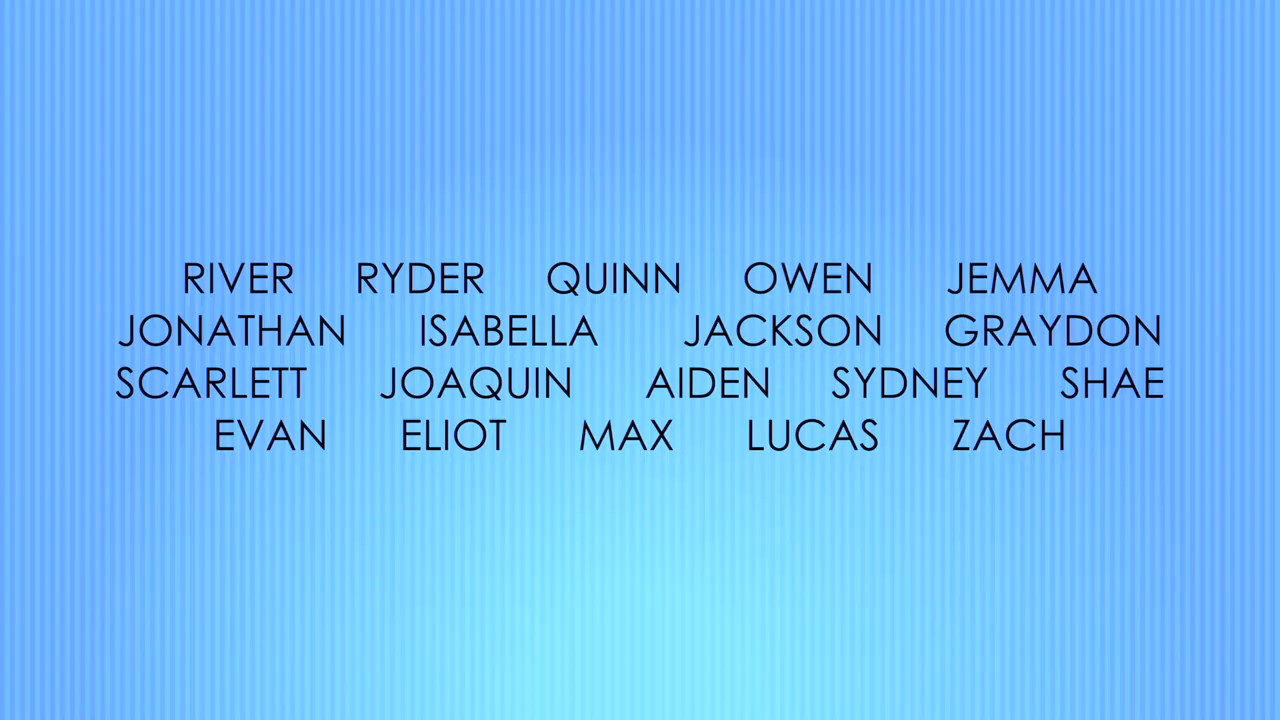 RIVER RYDER QUINN OWEN JEMMA
JONATHAN ISABELLA JACKSON GRAYDON
SCARLETT JOAQUIN AIDEN SYDNEY SHAE
EVAN ELIOT MAX LUCAS ZACH